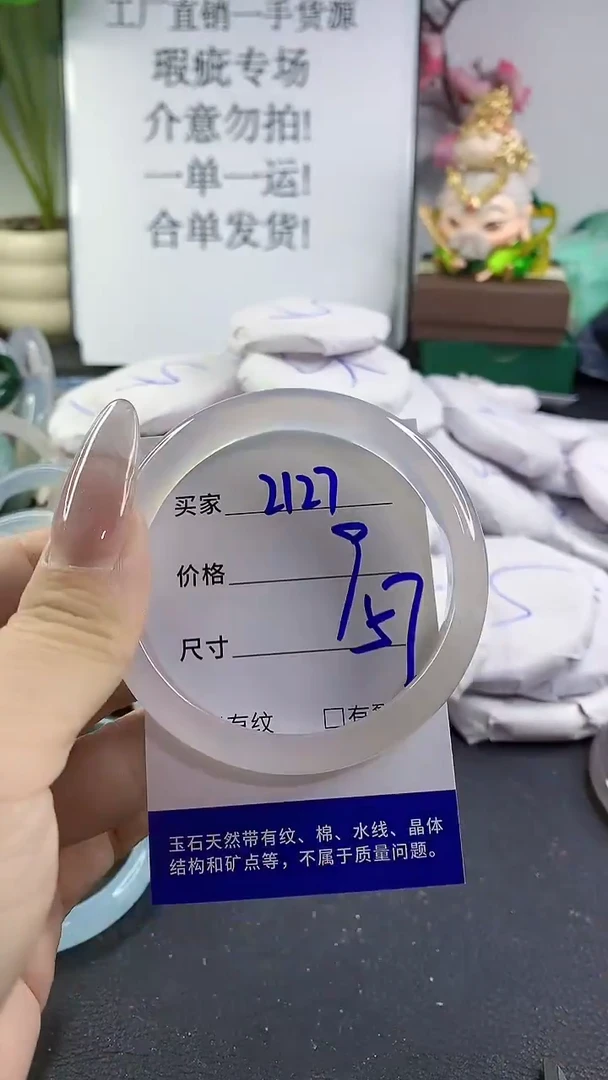 工厂直销一手货源
瑕疵专场
介意勿拍!
一单一运!
合单发货!
买家 2127
价格
尺寸 57
有纹 □有
玉石天然带有纹、棉、水线、晶体
结构和矿点等，不属于质量问题。